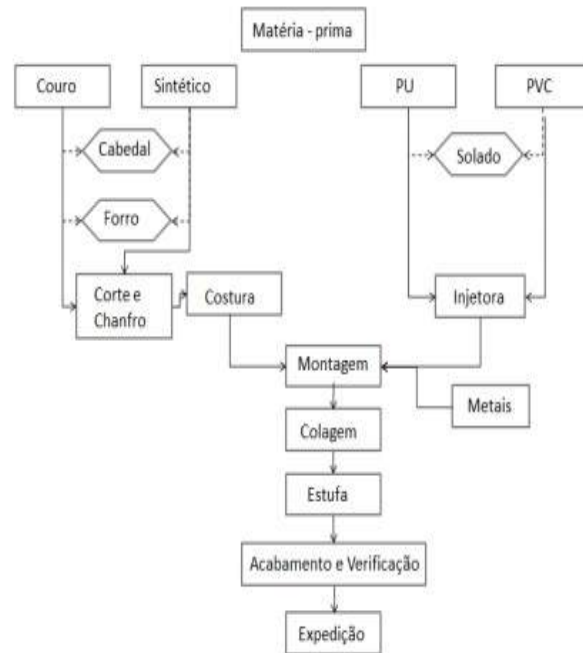 Matéria - prima
Couro
Sintético
PU
PVC
Cabedal
Solado
Forro
Corte e
Chanfro
Costura
Injetora
Montagem
Metais
Colagem
Estufa
Acabamento e Verificação
Expedição